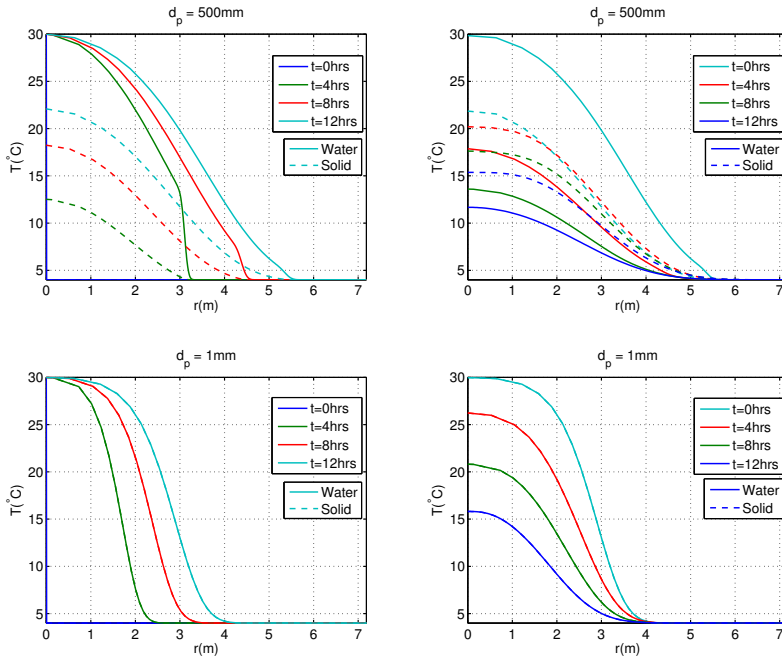 d_p = 500mm
30
25
20
15
10
5
T(°C)
0 1 2 3 4 5 6 7
r(m)
t=0hrs
t=4hrs
t=8hrs
t=12hrs
Water
Solid
d_p = 500mm
30
25
20
15
10
5
T(°C)
0 1 2 3 4 5 6 7
r(m)
t=0hrs
t=4hrs
t=8hrs
t=12hrs
Water
Solid
d_p = 1mm
30
25
20
15
10
5
T(°C)
0 1 2 3 4 5 6 7
r(m)
t=0hrs
t=4hrs
t=8hrs
t=12hrs
Water
Solid
d_p = 1mm
30
25
20
15
10
5
T(°C)
0 1 2 3 4 5 6 7
r(m)
t=0hrs
t=4hrs
t=8hrs
t=12hrs
Water
Solid